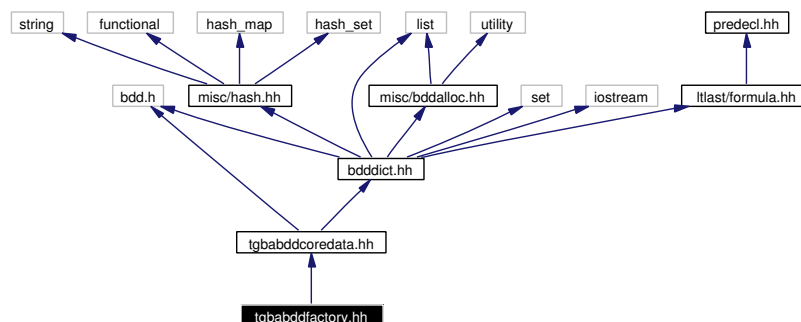 string
functional
hash_map
hash_set
list
utility
predecl.hh
bdd.h
misc/hash.hh
misc/bddalloc.hh
set
iostream
ltlast/formula.hh
bdddict.hh
tgbabddcoredata.hh
tgbabddfactory.hh